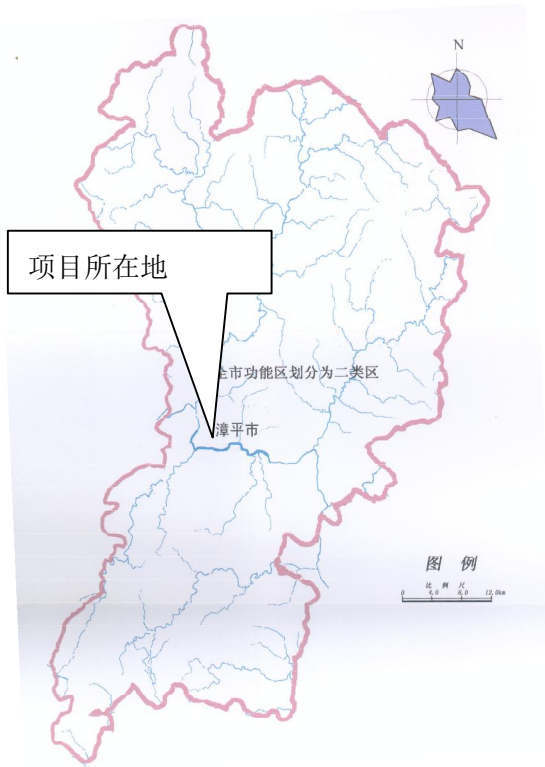 N
项目所在地
全市功能区划分为二类区
漳平市
图 例
比 例 尺
0 4.0 8.0 12.0km